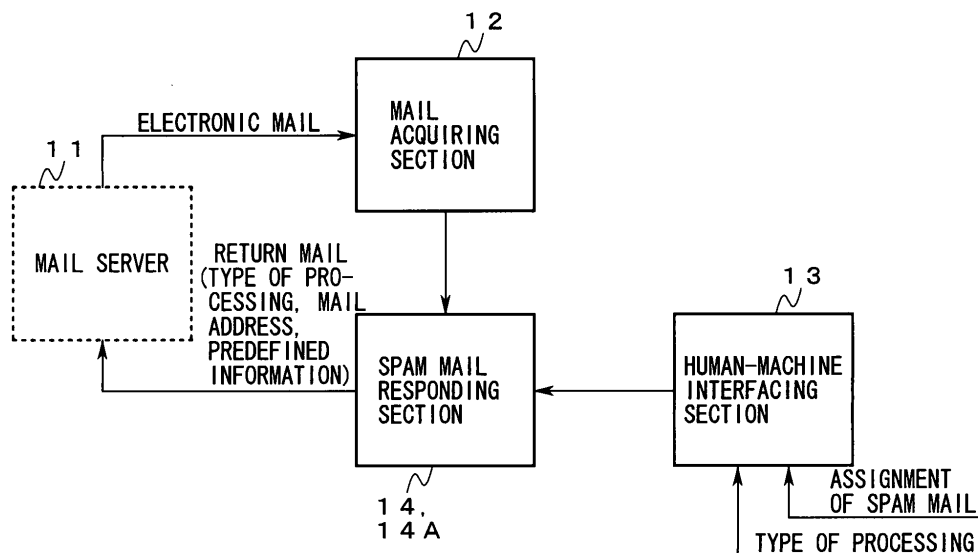 12
MAIL
ACQUIRING
SECTION
ELECTRONIC MAIL
11
MAIL SERVER
RETURN MAIL
(TYPE OF PRO-
CESSING, MAIL
ADDRESS,
PREDEFINED
INFORMATION)
SPAM MAIL
RESPONDING
SECTION
14,
14A
13
HUMAN-MACHINE
INTERFACING
SECTION
ASSIGNMENT
OF SPAM MAIL
TYPE OF PROCESSING